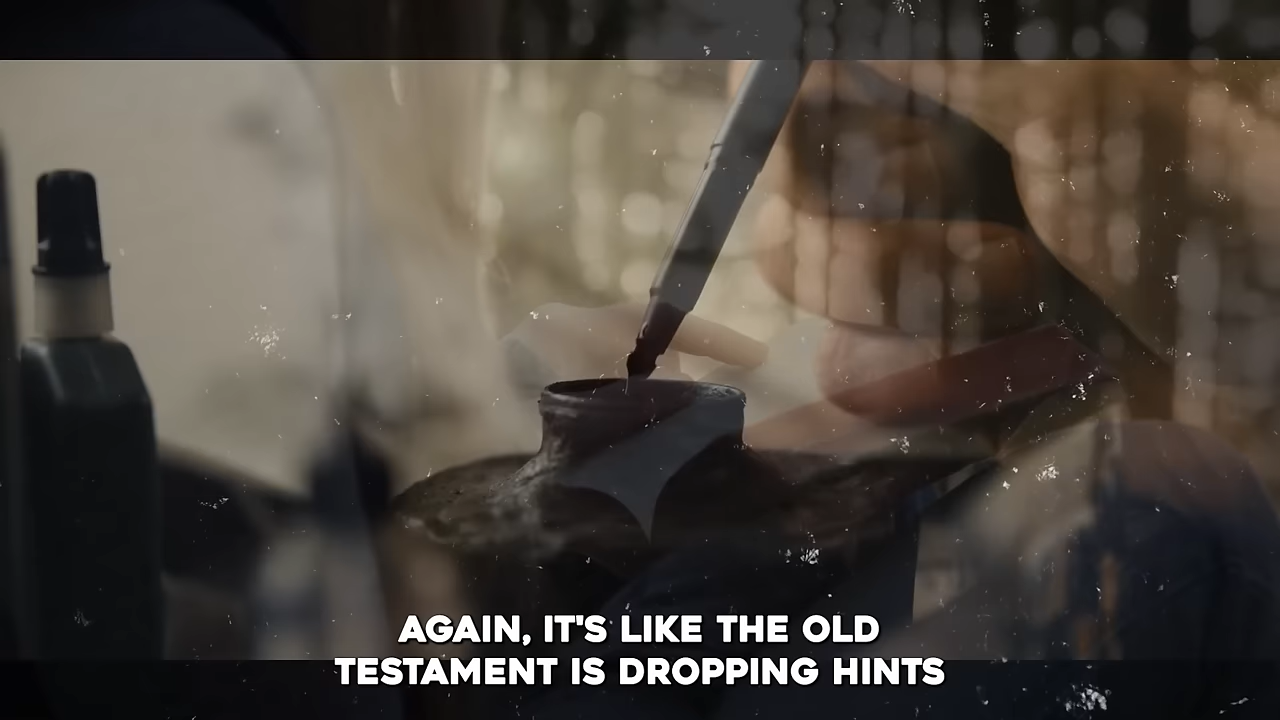 AGAIN, IT'S LIKE THE OLD
TESTAMENT IS DROPPING HINTS